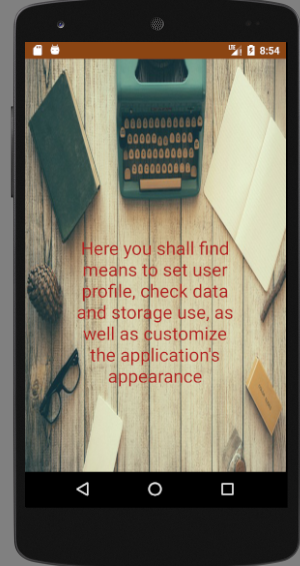 LTE 8:54
Here you shall find
means to set user
profile, check data
and storage use, as
well as customize
the application's
appearance